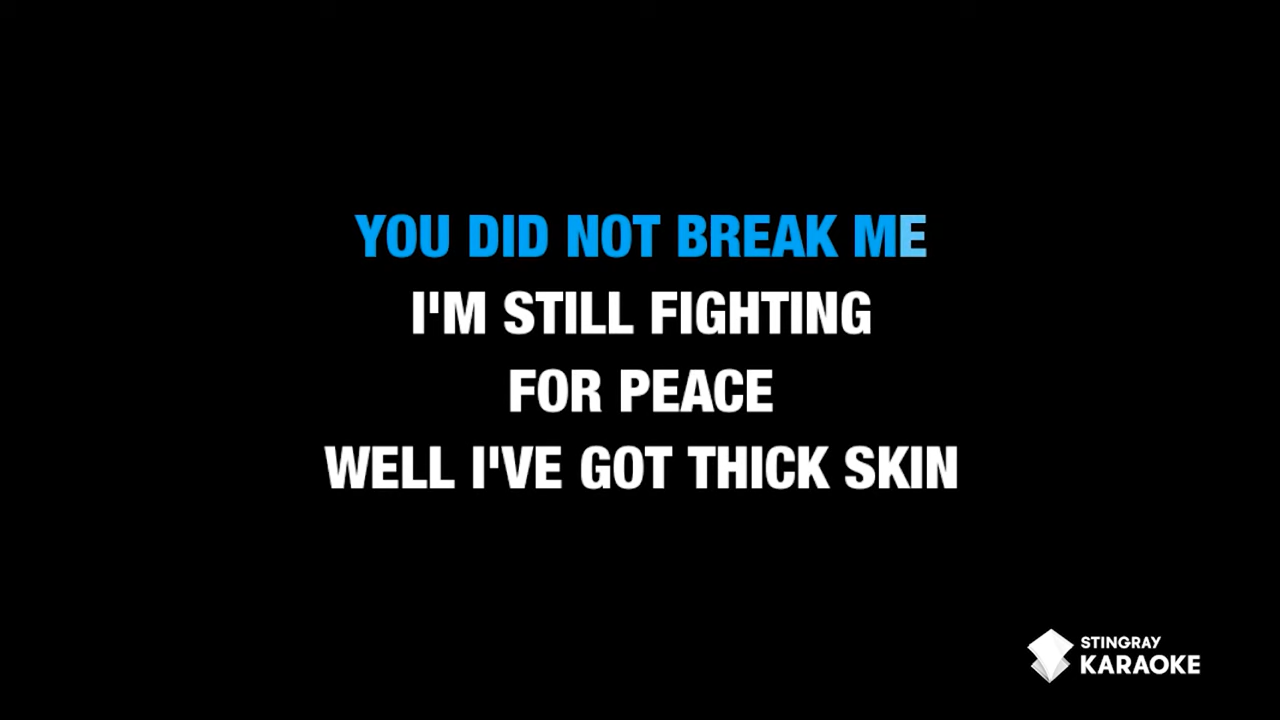 YOU DID NOT BREAK ME
I'M STILL FIGHTING
FOR PEACE
WELL I'VE GOT THICK SKIN
STINGRAY
KARAOKE